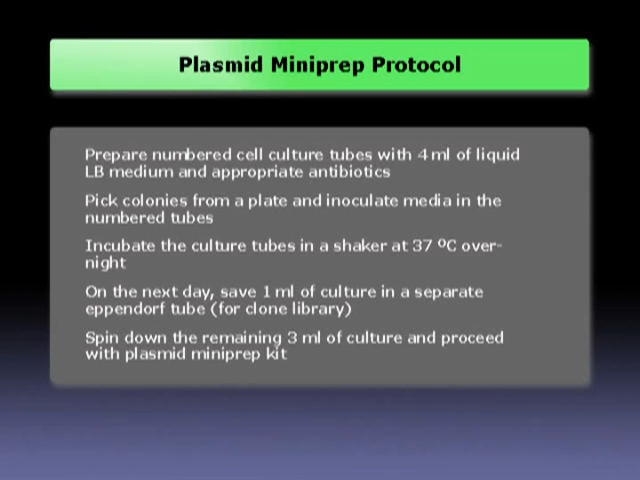 Plasmid Miniprep Protocol
Prepare numbered cell culture tubes with 4 ml of liquid
LB medium and appropriate antibiotics
Pick colonies from a plate and inoculate media in the
numbered tubes
Incubate the culture tubes in a shaker at 37 ºC over-
night
On the next day, save 1 ml of culture in a separate
eppendorf tube (for clone library)
Spin down the remaining 3 ml of culture and proceed
with plasmid miniprep kit